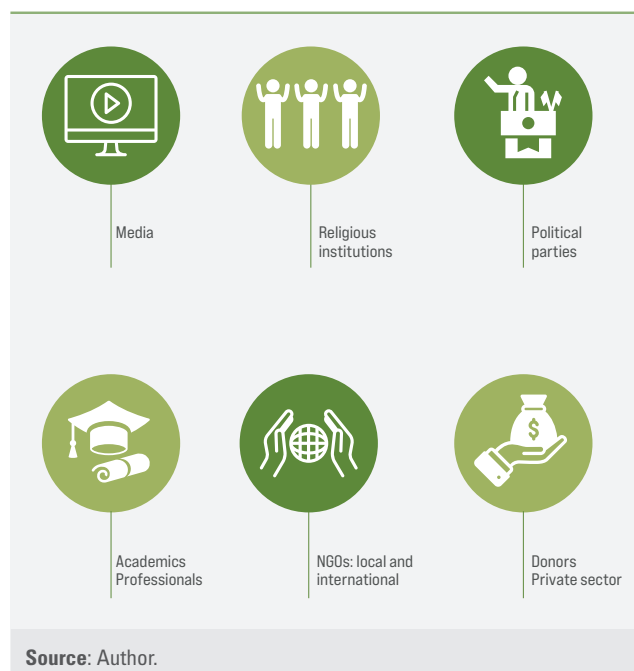 Media
Religious
institutions
Political
parties
Academics
Professionals
$
NGOs: local and
international
Donors
Private sector
Source: Author.